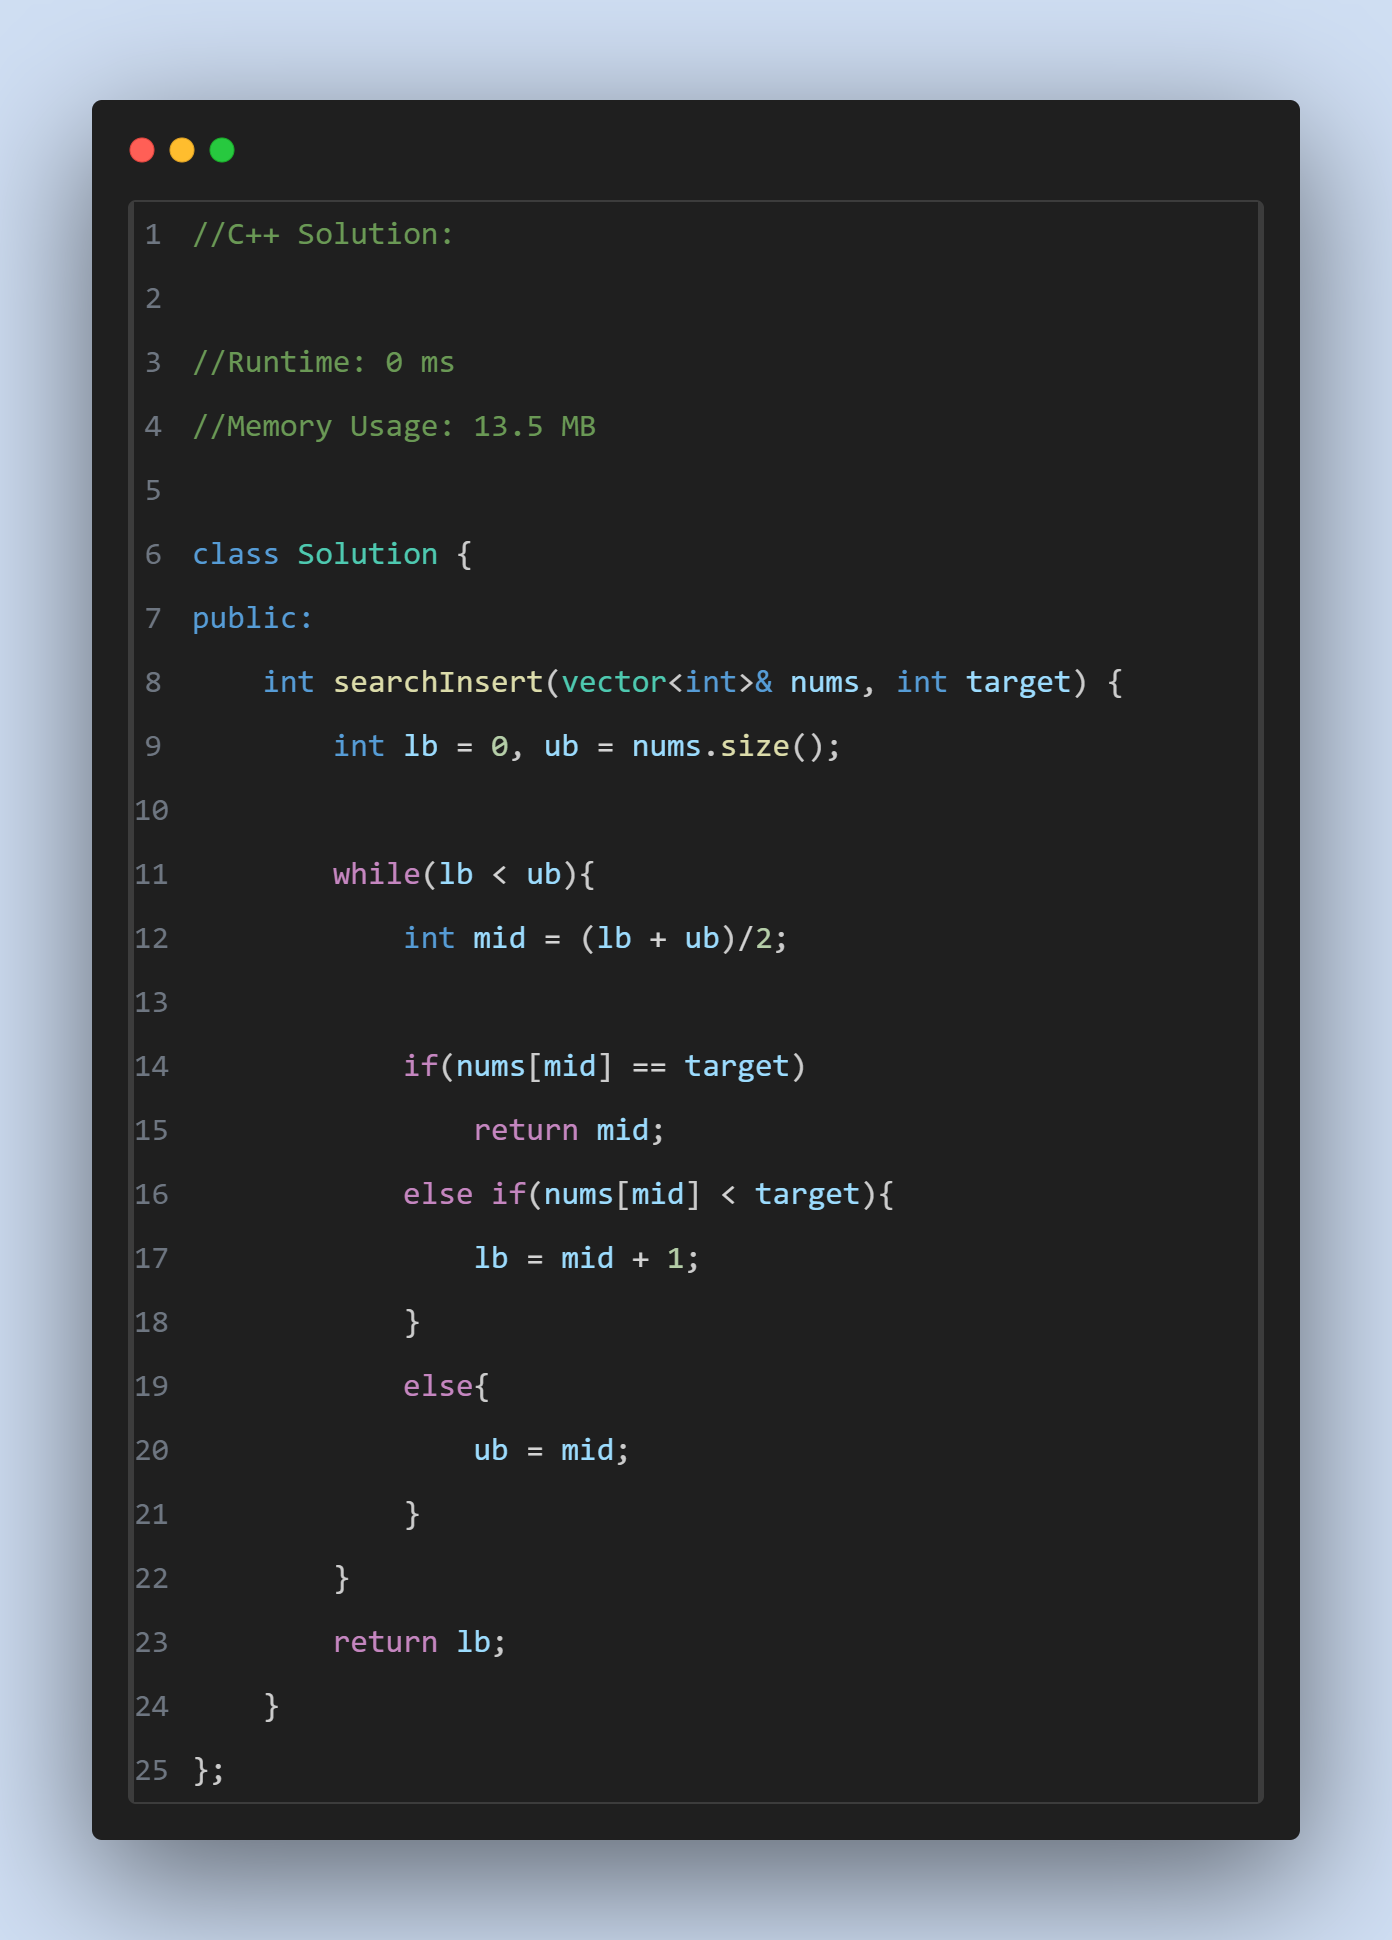 1 //C++ Solution:
2
3 //Runtime: 0 ms
4 //Memory Usage: 13.5 MB
5
6 class Solution {
7 public:
8     int searchInsert(vector<int>& nums, int target) {
9         int lb = 0, ub = nums.size();
10
11         while(lb < ub){
12             int mid = (lb + ub)/2;
13
14             if(nums[mid] == target)
15                 return mid;
16             else if(nums[mid] < target){
17                 lb = mid + 1;
18             }
19             else{
20                 ub = mid;
21             }
22         }
23         return lb;
24     }
25 };